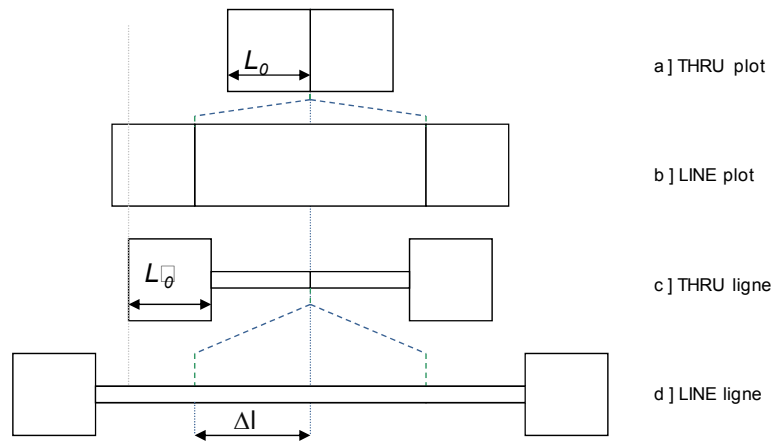 L₀
a ] THRU plot
b ] LINE plot
L₀
c ] THRU ligne
d ] LINE ligne
Δl